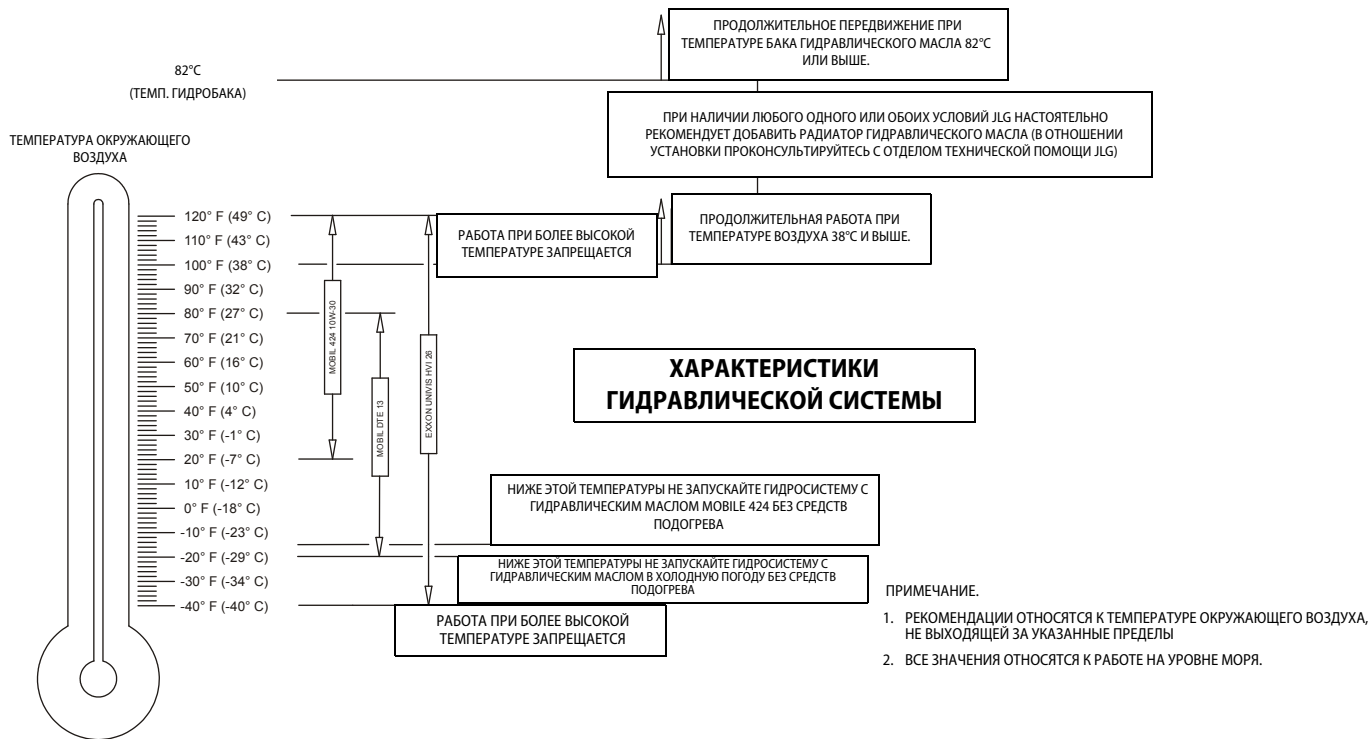 ПРОДОЛЖИТЕЛЬНОЕ ПЕРЕДВИЖЕНИЕ ПРИ
ТЕМПЕРАТУРЕ БАКА ГИДРАВЛИЧЕСКОГО МАСЛА 82°C
ИЛИ ВЫШЕ.
82°C
(ТЕМП. ГИДРОБАКА)
ПРИ НАЛИЧИИ ЛЮБОГО ОДНОГО ИЛИ ОБОИХ УСЛОВИЙ JLG НАСТОЯТЕЛЬНО
РЕКОМЕНДУЕТ ДОБАВИТЬ РАДИАТОР ГИДРАВЛИЧЕСКОГО МАСЛА (В ОТНОШЕНИИ
УСТАНОВКИ ПРОКОНСУЛЬТИРУЙТЕСЬ С ОТДЕЛОМ ТЕХНИЧЕСКОЙ ПОМОЩИ JLG)
ТЕМПЕРАТУРА ОКРУЖАЮЩЕГО
ВОЗДУХА
120° F (49° C)
110° F (43° C)
100° F (38° C)
90° F (32° C)
80° F (27° C)
70° F (21° C)
60° F (16° C)
50° F (10° C)
40° F (4° C)
30° F (-1° C)
20° F (-7° C)
10° F (-12° C)
0° F (-18° C)
-10° F (-23° C)
-20° F (-29° C)
-30° F (-34° C)
-40° F (-40° C)
MOBIL 424 10W-30
MOBIL DTE 13
EXXON UNIVIS HVI 26
РАБОТА ПРИ БОЛЕЕ ВЫСОКОЙ
ТЕМПЕРАТУРЕ ЗАПРЕЩАЕТСЯ
ПРОДОЛЖИТЕЛЬНАЯ РАБОТА ПРИ
ТЕМПЕРАТУРЕ ВОЗДУХА 38°C И ВЫШЕ.
ХАРАКТЕРИСТИКИ
ГИДРАВЛИЧЕСКОЙ СИСТЕМЫ
НИЖЕ ЭТОЙ ТЕМПЕРАТУРЫ НЕ ЗАПУСКАЙТЕ ГИДРОСИСТЕМУ С
ГИДРАВЛИЧЕСКИМ МАСЛОМ MOBILE 424 БЕЗ СРЕДСТВ
ПОДОГРЕВА
НИЖЕ ЭТОЙ ТЕМПЕРАТУРЫ НЕ ЗАПУСКАЙТЕ ГИДРОСИСТЕМУ С
ГИДРАВЛИЧЕСКИМ МАСЛОМ В ХОЛОДНУЮ ПОГОДУ БЕЗ СРЕДСТВ
ПОДОГРЕВА
РАБОТА ПРИ БОЛЕЕ ВЫСОКОЙ
ТЕМПЕРАТУРЕ ЗАПРЕЩАЕТСЯ
ПРИМЕЧАНИЕ.
1. РЕКОМЕНДАЦИИ ОТНОСЯТСЯ К ТЕМПЕРАТУРЕ ОКРУЖАЮЩЕГО ВОЗДУХА,
НЕ ВЫХОДЯЩЕЙ ЗА УКАЗАННЫЕ ПРЕДЕЛЫ
2. ВСЕ ЗНАЧЕНИЯ ОТНОСЯТСЯ К РАБОТЕ НА УРОВНЕ МОРЯ.